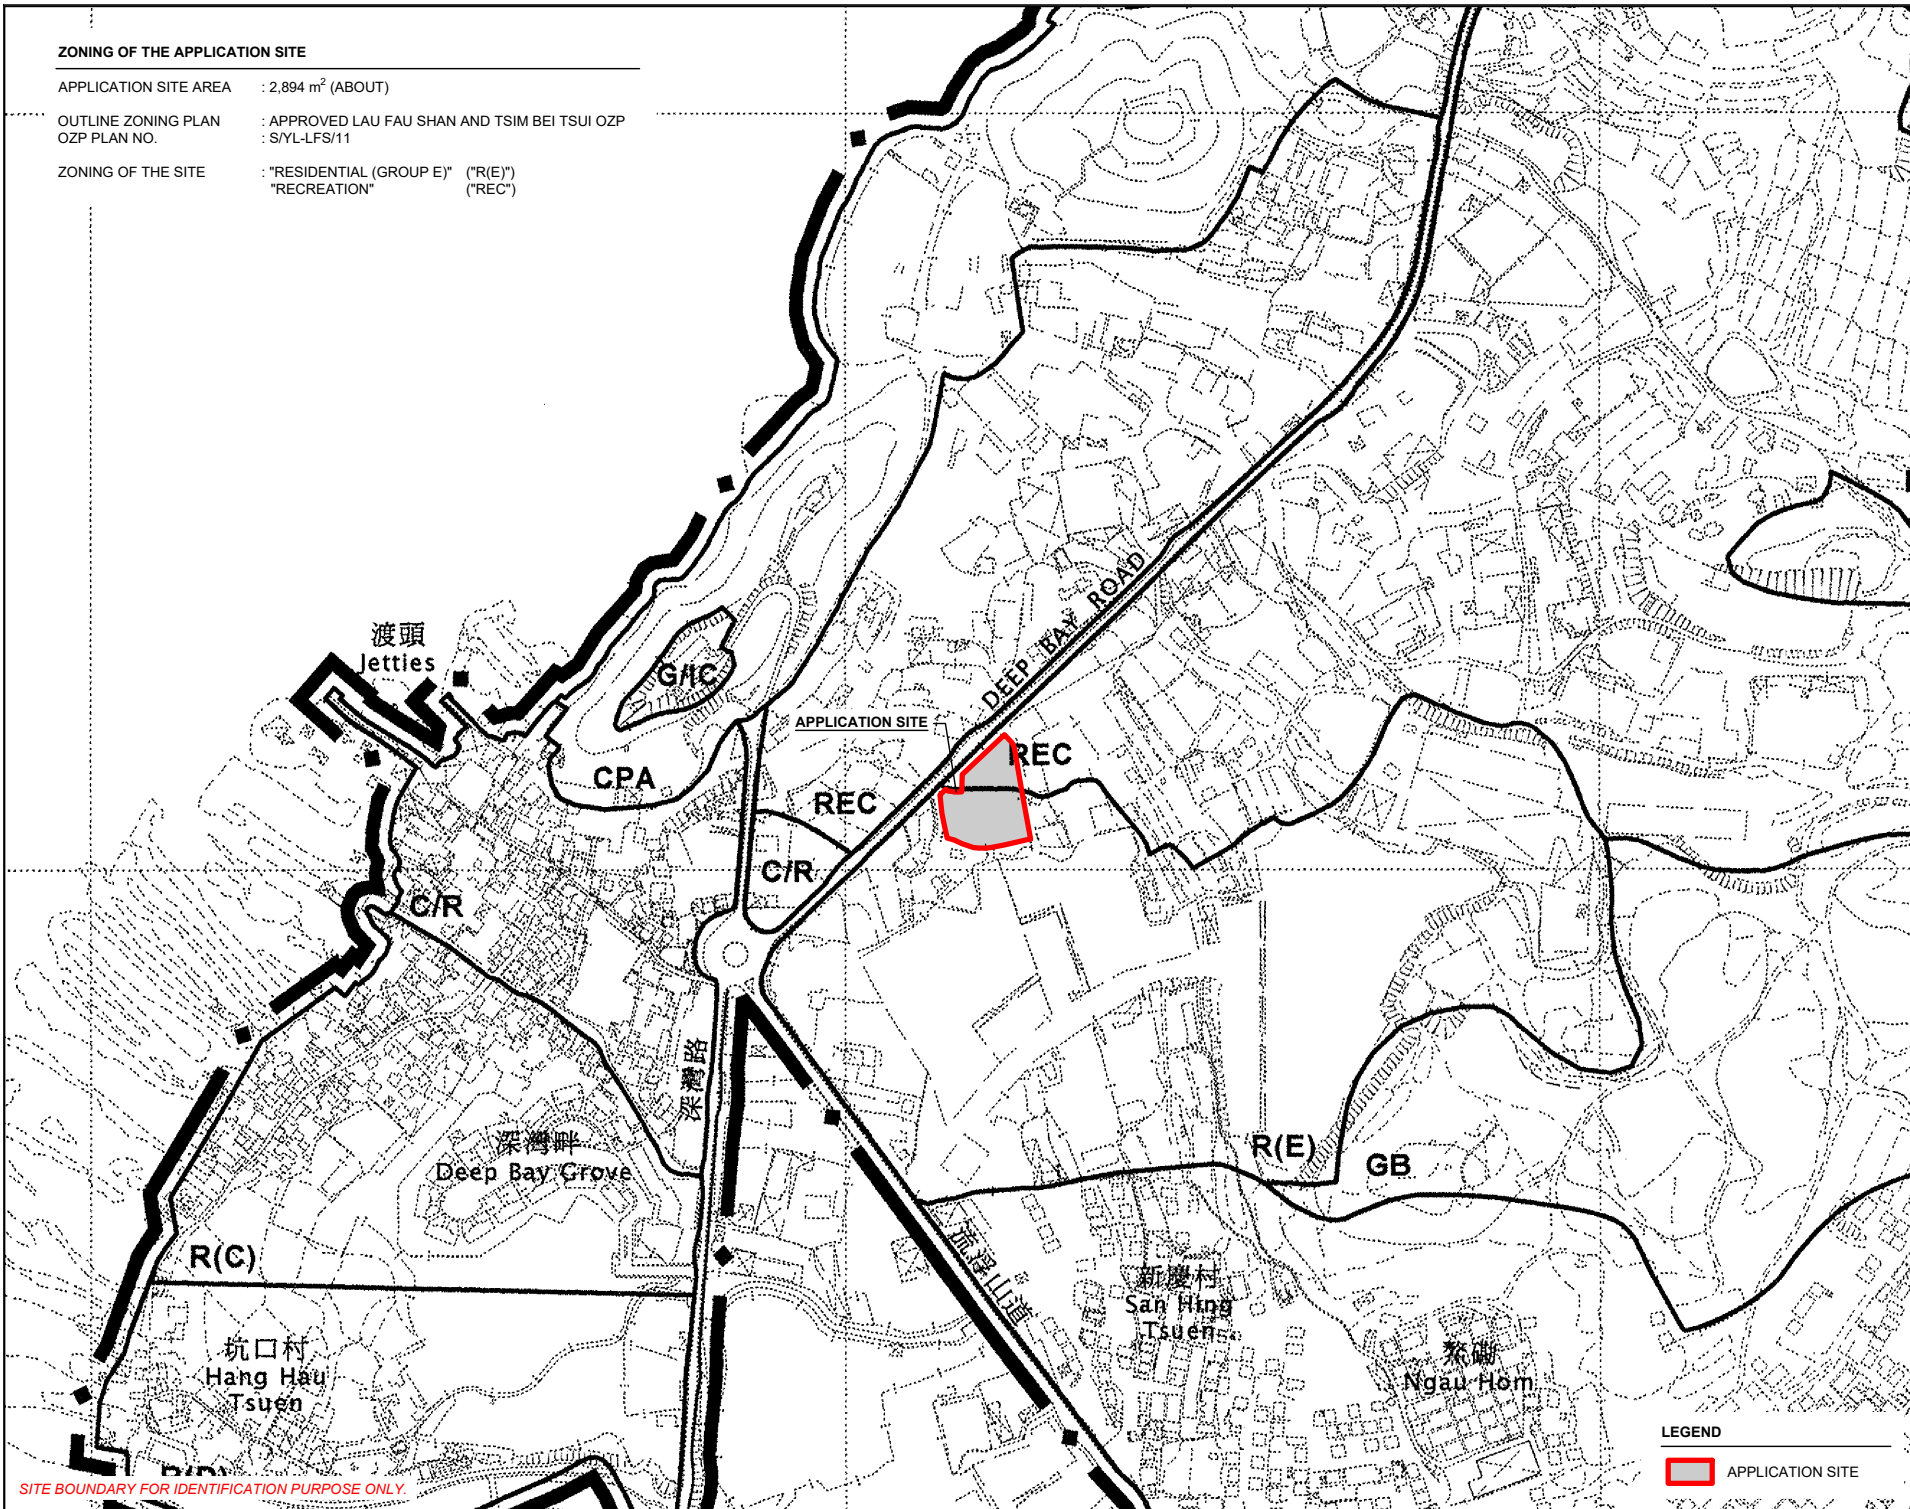 ZONING OF THE APPLICATION SITE
APPLICATION SITE AREA : 2,894 m² (ABOUT)
OUTLINE ZONING PLAN : APPROVED LAU FAU SHAN AND TSIM BEI TSUI OZP
OZP PLAN NO. : S/YL-LFS/11
ZONING OF THE SITE : "RESIDENTIAL (GROUP E)" ("R(E)")
"RECREATION" ("REC")
DEEP BAY ROAD
渡頭
Jetties
G/IC
APPLICATION SITE
REC
CPA
REC
C/R
C/R
深灣路
深灣畔
Deep Bay Grove
R(E)
GB
R(C)
流浮山道
新慶村
San Hing
Tsuen
坑口村
Hang Hau
Tsuen
鰲磡
Ngau Hom
R(D)
LEGEND
APPLICATION SITE
SITE BOUNDARY FOR IDENTIFICATION PURPOSE ONLY.